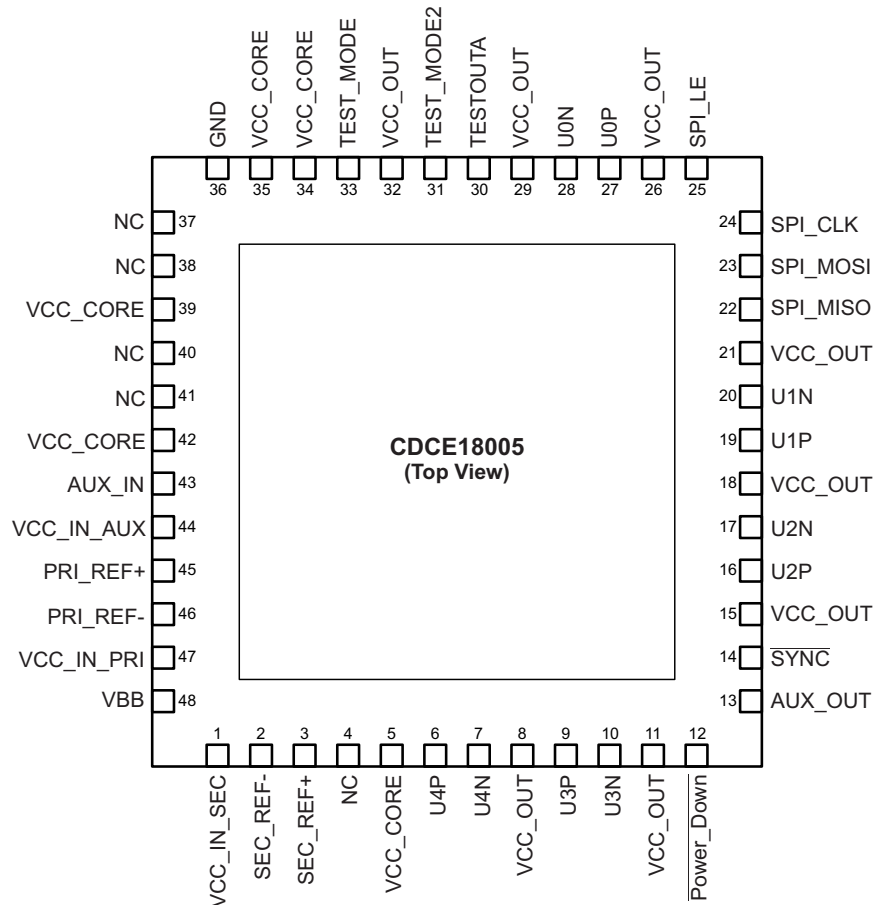 GND
VCC_CORE
VCC_CORE
TEST_MODE
VCC_OUT
TEST_MODE2
TESTOUTA
VCC_OUT
U0N
U0P
VCC_OUT
SPI_LE
36 35 34 33 32 31 30 29 28 27 26 25
NC 37
NC 38
VCC_CORE 39
NC 40
NC 41
VCC_CORE 42
AUX_IN 43
VCC_IN_AUX 44
PRI_REF+ 45
PRI_REF- 46
VCC_IN_PRI 47
VBB 48
CDCE18005
(Top View)
24 SPI_CLK
23 SPI_MOSI
22 SPI_MISO
21 VCC_OUT
20 U1N
19 U1P
18 VCC_OUT
17 U2N
16 U2P
15 VCC_OUT
14 SYNC
13 AUX_OUT
1 2 3 4 5 6 7 8 9 10 11 12
VCC_IN_SEC
SEC_REF-
SEC_REF+
NC
VCC_CORE
U4P
U4N
VCC_OUT
U3P
U3N
VCC_OUT
Power_Down